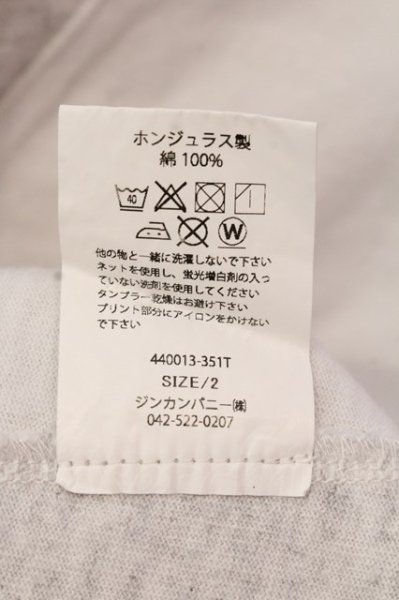 ホンジュラス製
綿 100%
40
W
他の物と一緒に洗濯しないで下さい
ネットを使用し、蛍光増白剤の入っ
ていない洗剤を使用してください
タンブラー乾燥はお避け下さい
プリント部分にアイロンをかけない
で下さい
440013-351T
SIZE/2
ジンカンパニー㈱
042-522-0207